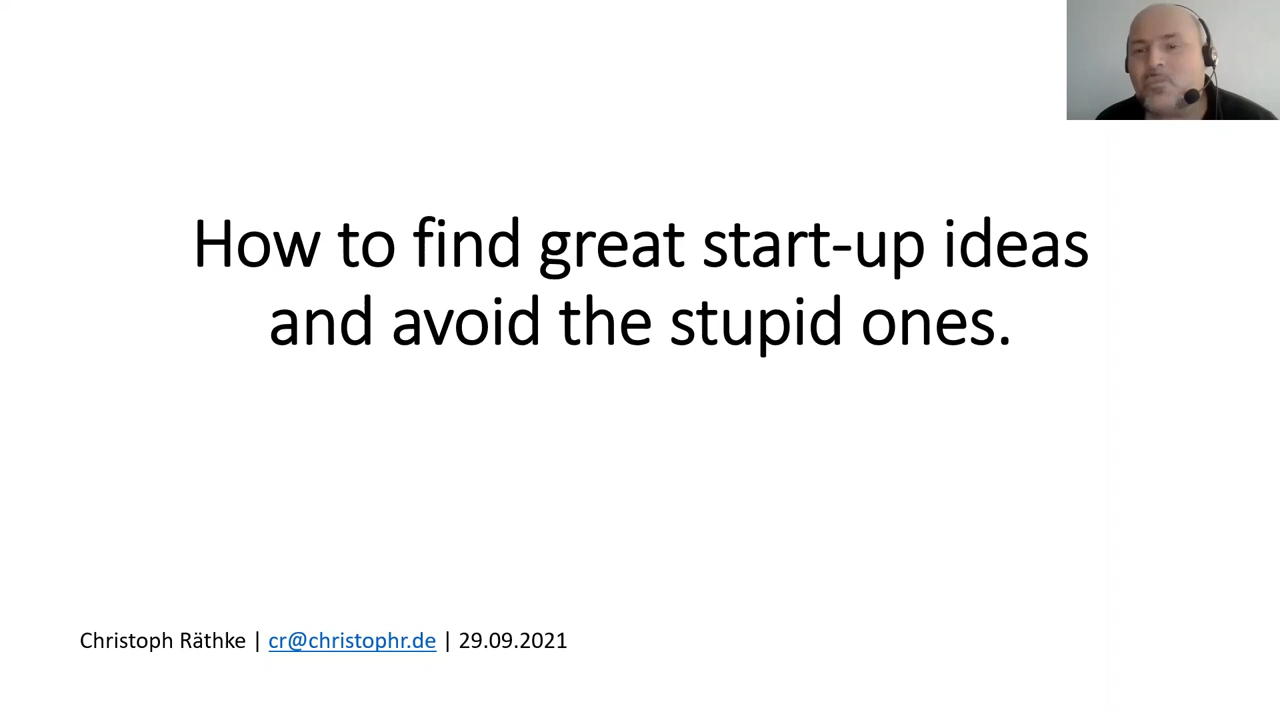 How to find great start-up ideas
and avoid the stupid ones.
Christoph Räthke | cr@christophr.de | 29.09.2021